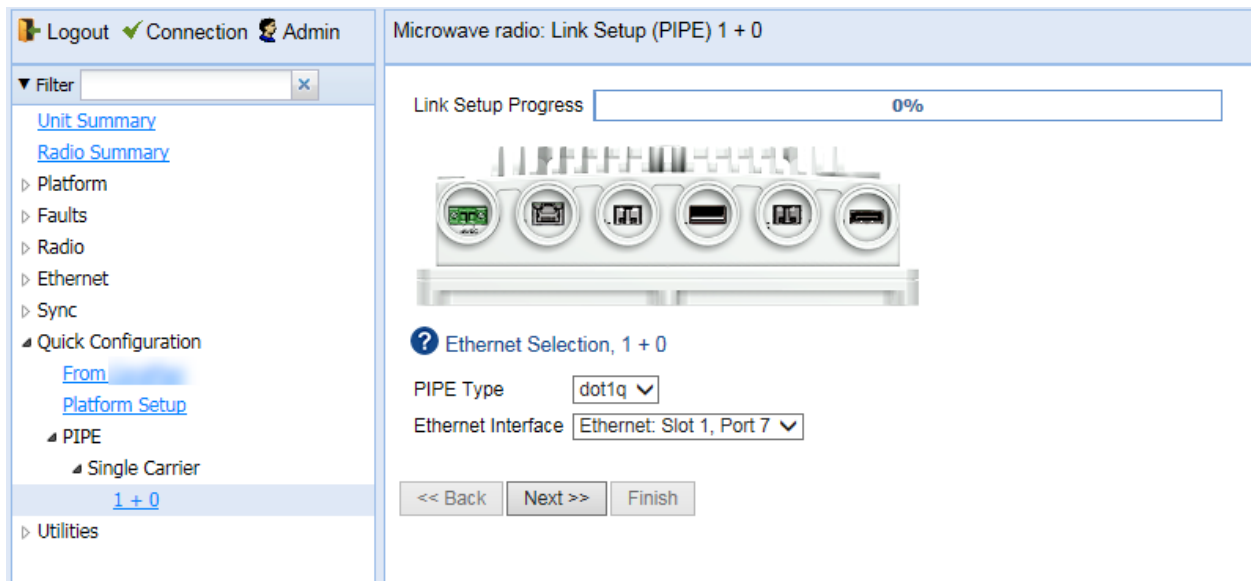 Logout Connection Admin
Filter
Unit Summary
Radio Summary
Platform
Faults
Radio
Ethernet
Sync
Quick Configuration
From
Platform Setup
PIPE
Single Carrier
1 + 0
Utilities
Microwave radio: Link Setup (PIPE) 1 + 0
Link Setup Progress 0%
Ethernet Selection, 1 + 0
PIPE Type dot1q
Ethernet Interface Ethernet: Slot 1, Port 7
<< Back Next >> Finish